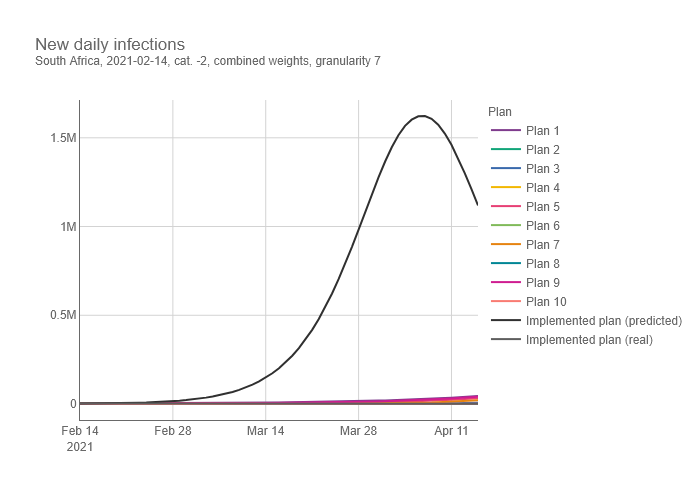 New daily infections
South Africa, 2021-02-14, cat. -2, combined weights, granularity 7
Plan
1.5M
1M
0.5M
0
Feb 14
2021
Feb 28
Mar 14
Mar 28
Apr 11
Plan 1
Plan 2
Plan 3
Plan 4
Plan 5
Plan 6
Plan 7
Plan 8
Plan 9
Plan 10
Implemented plan (predicted)
Implemented plan (real)